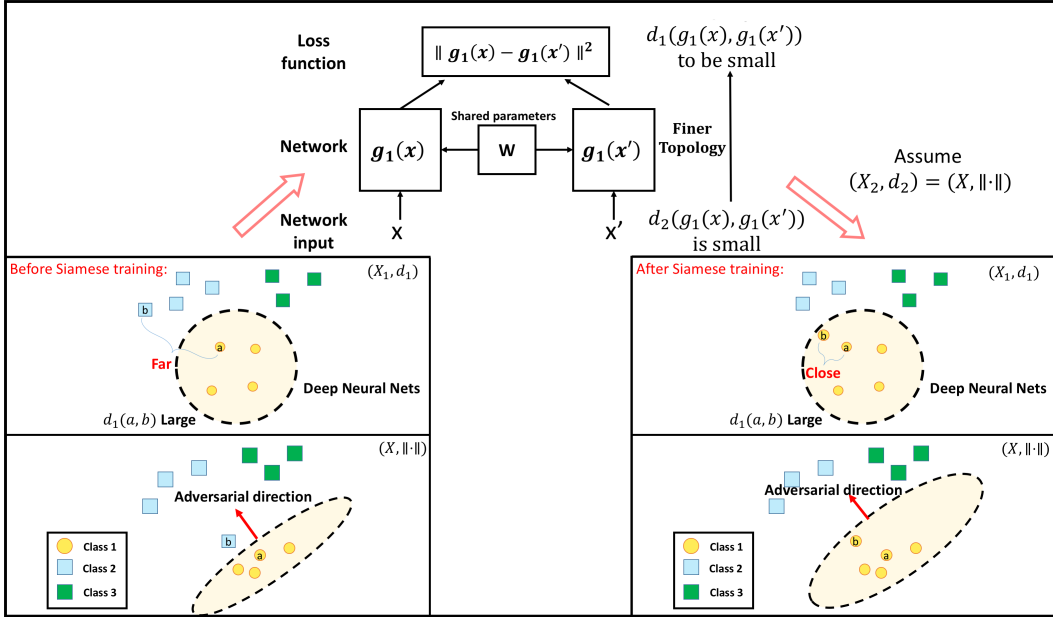 Loss
function
‖ g₁(x) − g₁(x′) ‖²
d₁(g₁(x), g₁(x′))
to be small
Shared parameters
Network
g₁(x)
W
g₁(x′)
Finer
Topology
Assume
(X₂, d₂) = (X, ‖·‖)
Network
input
X
X′
d₂(g₁(x), g₁(x′))
is small
Before Siamese training:
(X₁, d₁)
b
a
Far
Deep Neural Nets
d₁(a, b) Large
(X, ‖·‖)
Adversarial direction
b
a
Class 1
Class 2
Class 3
After Siamese training:
(X₁, d₁)
b
a
Close
Deep Neural Nets
d₁(a, b) Large
(X, ‖·‖)
Adversarial direction
b
a
Class 1
Class 2
Class 3